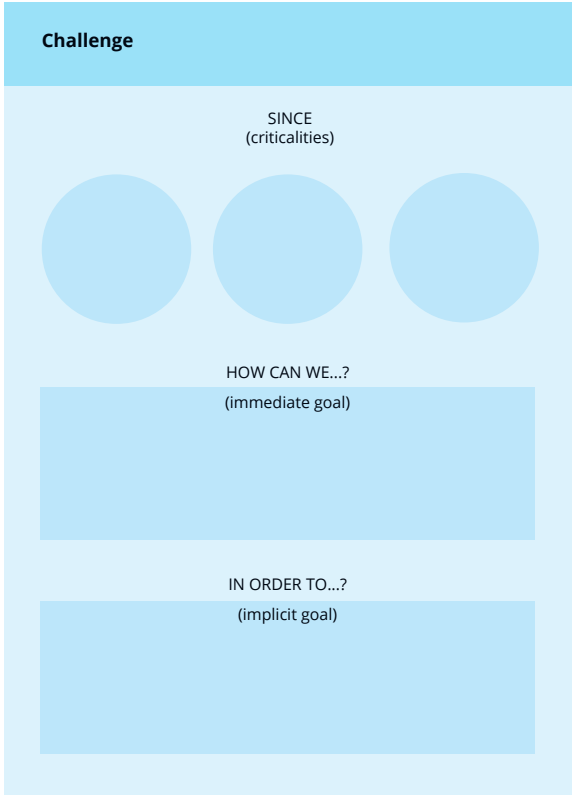 Challenge
SINCE
(criticalities)
HOW CAN WE...?
(immediate goal)
IN ORDER TO...?
(implicit goal)